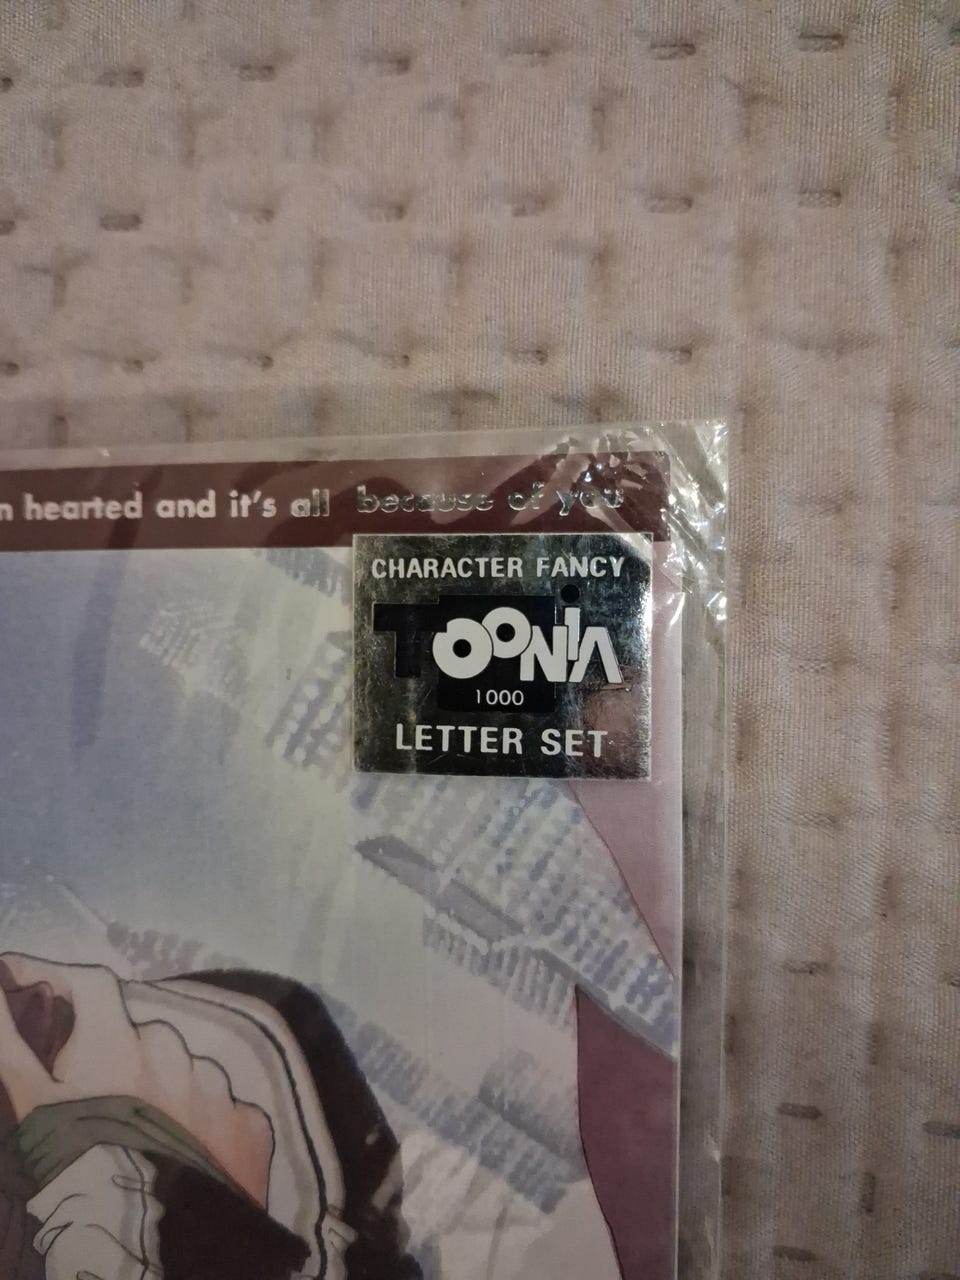 n hearted and it's all because of you
CHARACTER FANCY
TOONIA
1000
LETTER SET